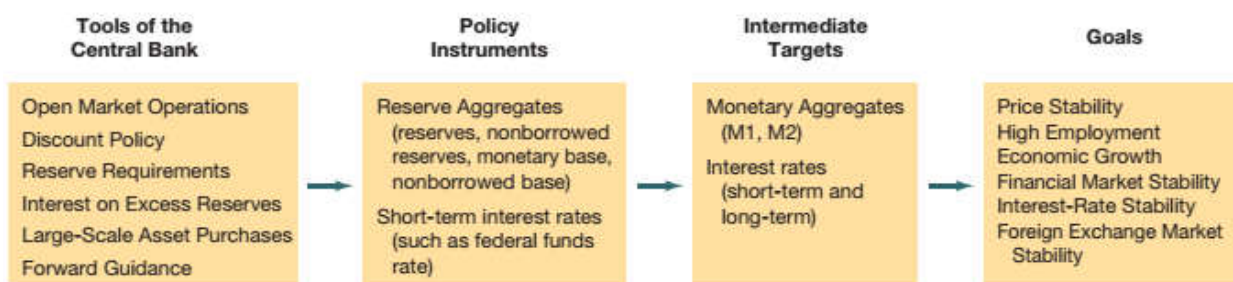 Tools of the
Central Bank
Open Market Operations
Discount Policy
Reserve Requirements
Interest on Excess Reserves
Large-Scale Asset Purchases
Forward Guidance
Policy
Instruments
Reserve Aggregates
(reserves, nonborrowed
reserves, monetary base,
nonborrowed base)
Short-term interest rates
(such as federal funds
rate)
Intermediate
Targets
Monetary Aggregates
(M1, M2)
Interest rates
(short-term and
long-term)
Goals
Price Stability
High Employment
Economic Growth
Financial Market Stability
Interest-Rate Stability
Foreign Exchange Market
Stability